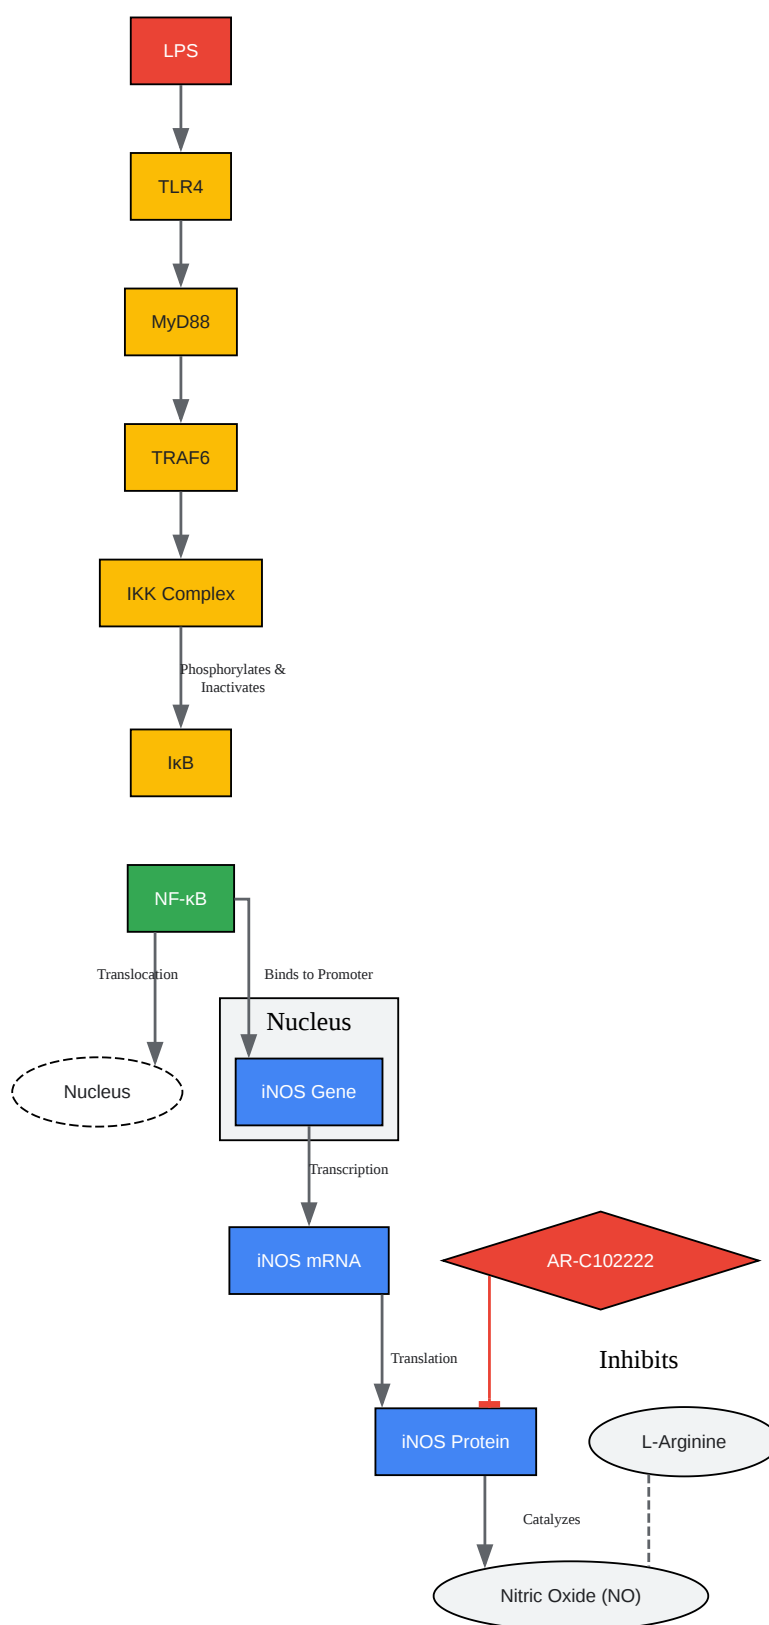 LPS
TLR4
MyD88
TRAF6
IKK Complex
Phosphorylates &
Inactivates
IκB
NF-κB
Translocation
Binds to Promoter
Nucleus
Nucleus
iNOS Gene
Transcription
iNOS mRNA
AR-C102222
Translation
Inhibits
iNOS Protein
L-Arginine
Catalyzes
Nitric Oxide (NO)